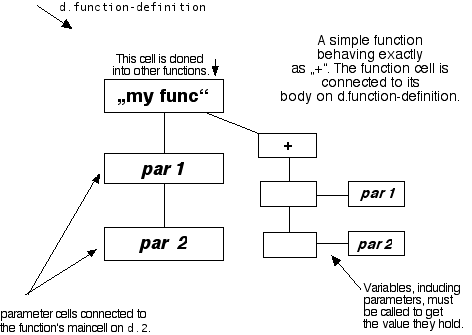 d.function-definition
This cell is cloned
into other functions.
A simple function
behaving exactly
as „+“. The function cell is
connected to its
body on d.function-definition.
„my func“
+
par 1
par 1
par 2
par 2
Variables, including
parameters, must
be called to get
the value they hold.
parameter cells connected to
the function's maincell on d.2.